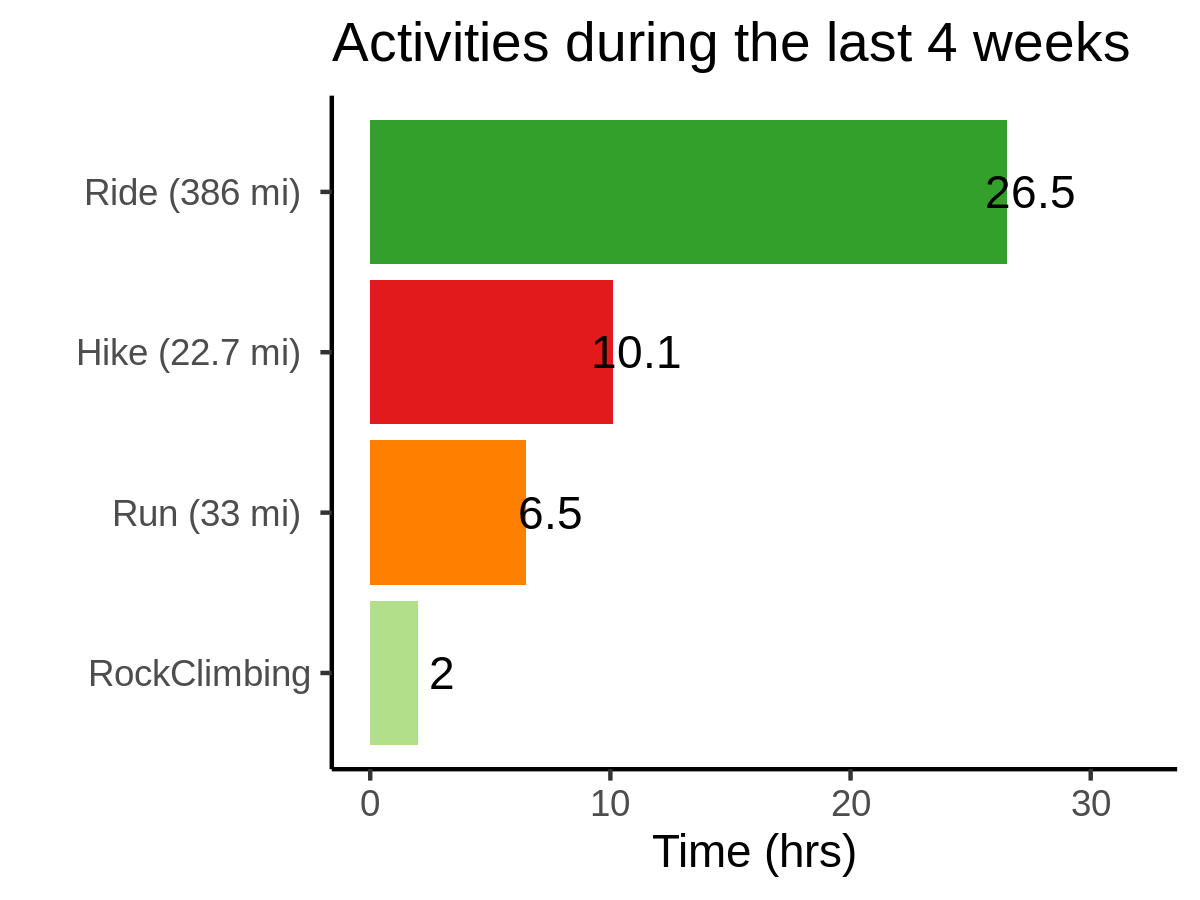 Activities during the last 4 weeks
Ride (386 mi)
26.5
Hike (22.7 mi)
10.1
Run (33 mi)
6.5
RockClimbing
2
0 10 20 30
Time (hrs)